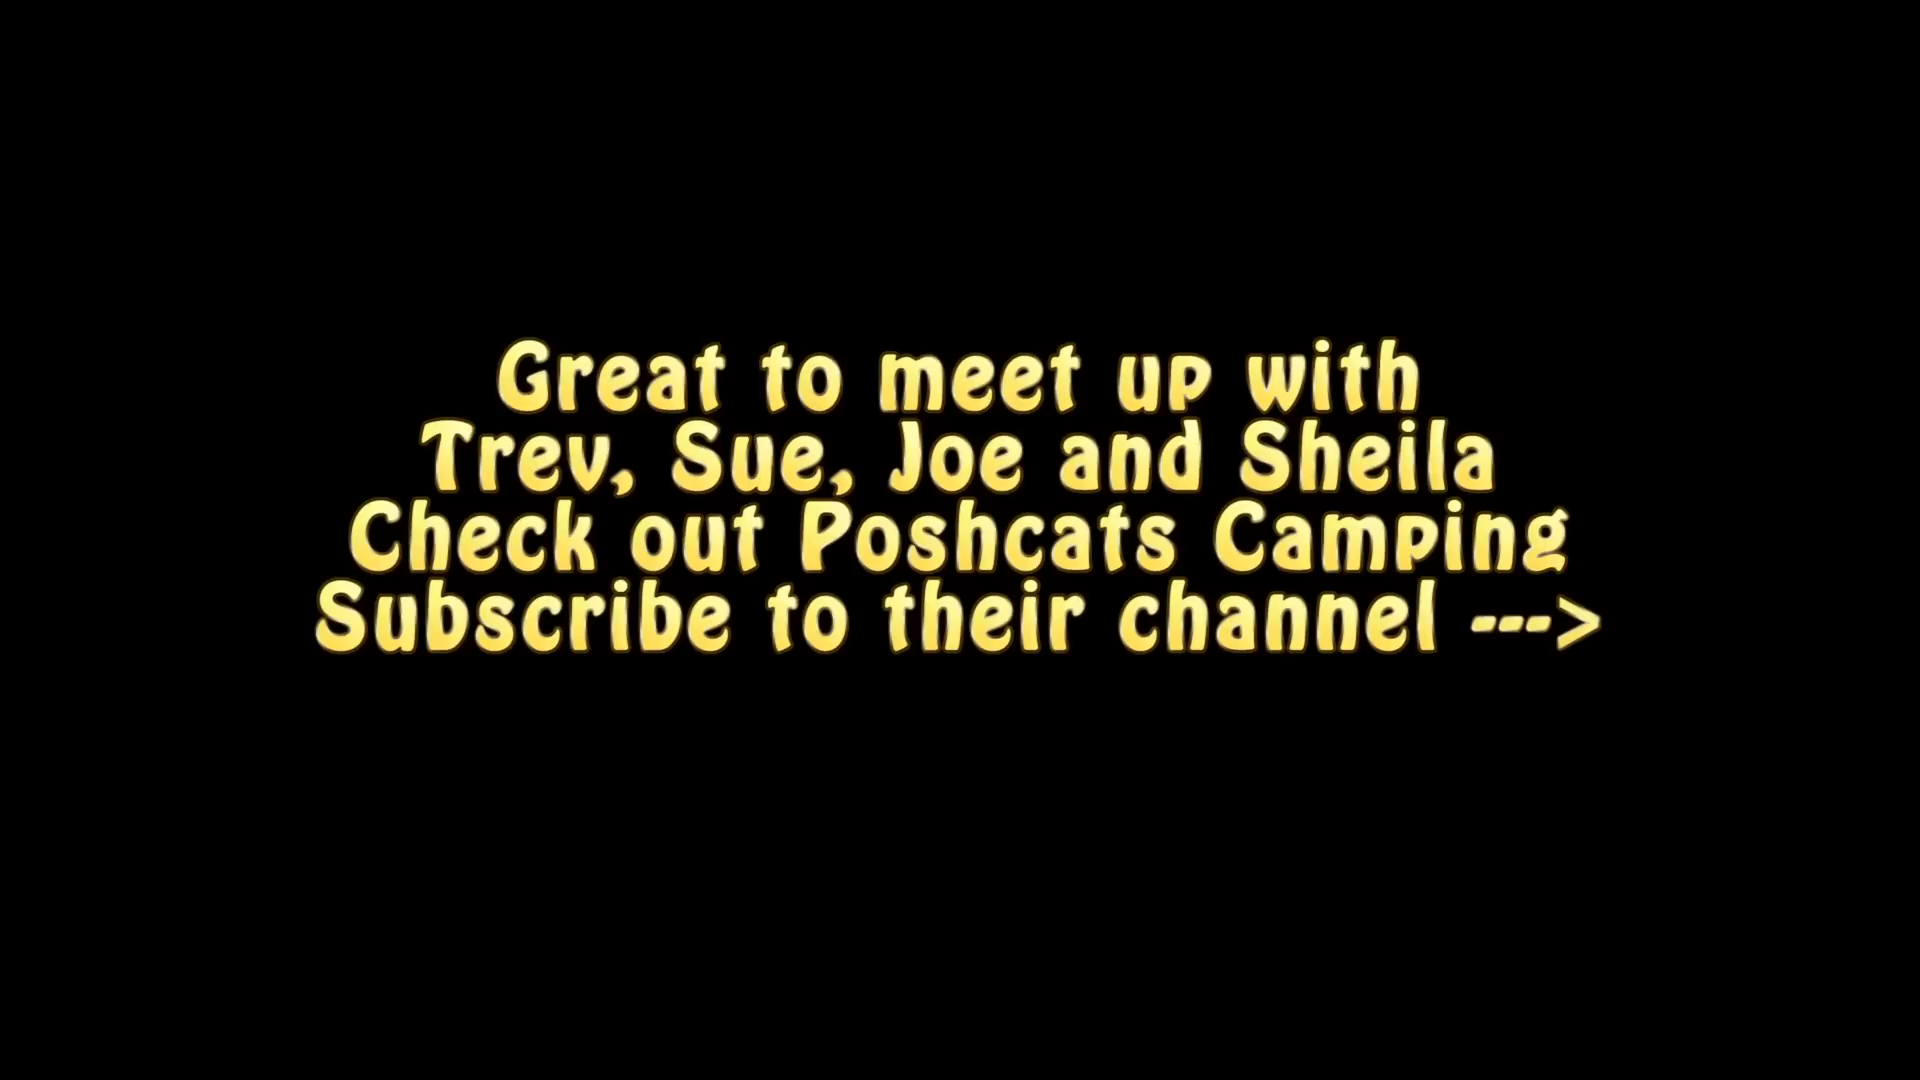 Great to meet up with
Trev, Sue, Joe and Sheila
Check out Poshcats Camping
Subscribe to their channel --->